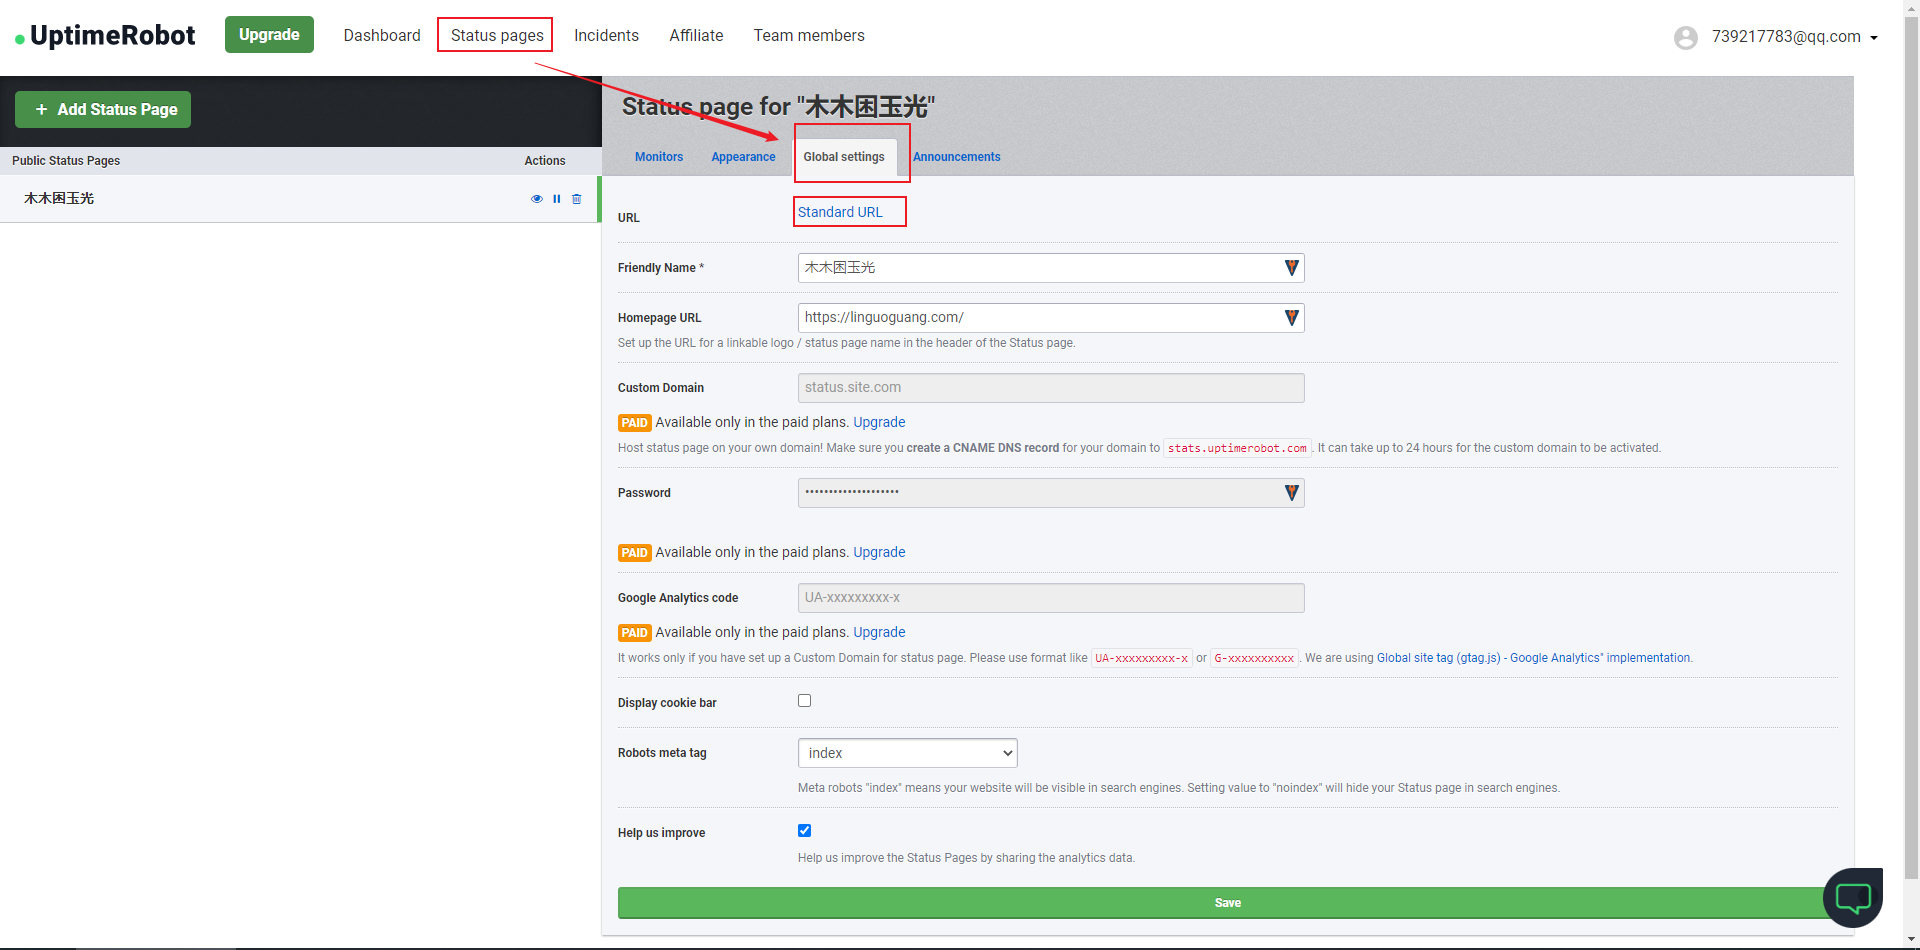 UptimeRobot
Upgrade
Dashboard
Status pages
Incidents
Affiliate
Team members
739217783@qq.com
+ Add Status Page
Public Status Pages
Actions
木木困玉光
Status page for "木木困玉光"
Monitors
Appearance
Global settings
Announcements
URL
Standard URL
Friendly Name *
木木困玉光
Homepage URL
https://linguoguang.com/
Set up the URL for a linkable logo / status page name in the header of the Status page.
Custom Domain
status.site.com
PAID Available only in the paid plans. Upgrade
Host status page on your own domain! Make sure you create a CNAME DNS record for your domain to stats.uptimerobot.com . It can take up to 24 hours for the custom domain to be activated.
Password
••••••••••••••••••••
PAID Available only in the paid plans. Upgrade
Google Analytics code
UA-xxxxxxxxx-x
PAID Available only in the paid plans. Upgrade
It works only if you have set up a Custom Domain for status page. Please use format like UA-xxxxxxxxx-x or G-xxxxxxxxxx . We are using Global site tag (gtag.js) - Google Analytics" implementation.
Display cookie bar
Robots meta tag
index
Meta robots "index" means your website will be visible in search engines. Setting value to "noindex" will hide your Status page in search engines.
Help us improve
Help us improve the Status Pages by sharing the analytics data.
Save